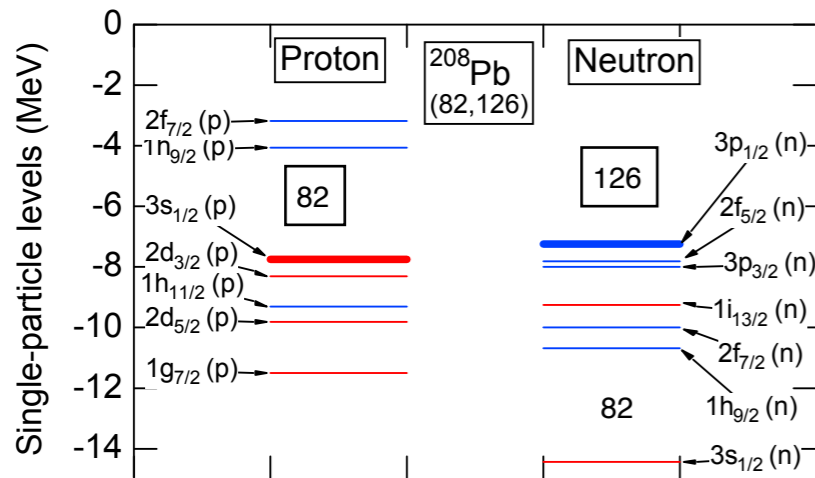 Single-particle levels (MeV)
0
-2
-4
-6
-8
-10
-12
-14
Proton
²⁰⁸Pb
(82,126)
Neutron
2f7/2 (p)
1n9/2 (p)
82
3s1/2 (p)
2d3/2 (p)
1h11/2 (p)
2d5/2 (p)
1g7/2 (p)
126
3p1/2 (n)
2f5/2 (n)
3p3/2 (n)
1i13/2 (n)
2f7/2 (n)
1h9/2 (n)
82
3s1/2 (n)